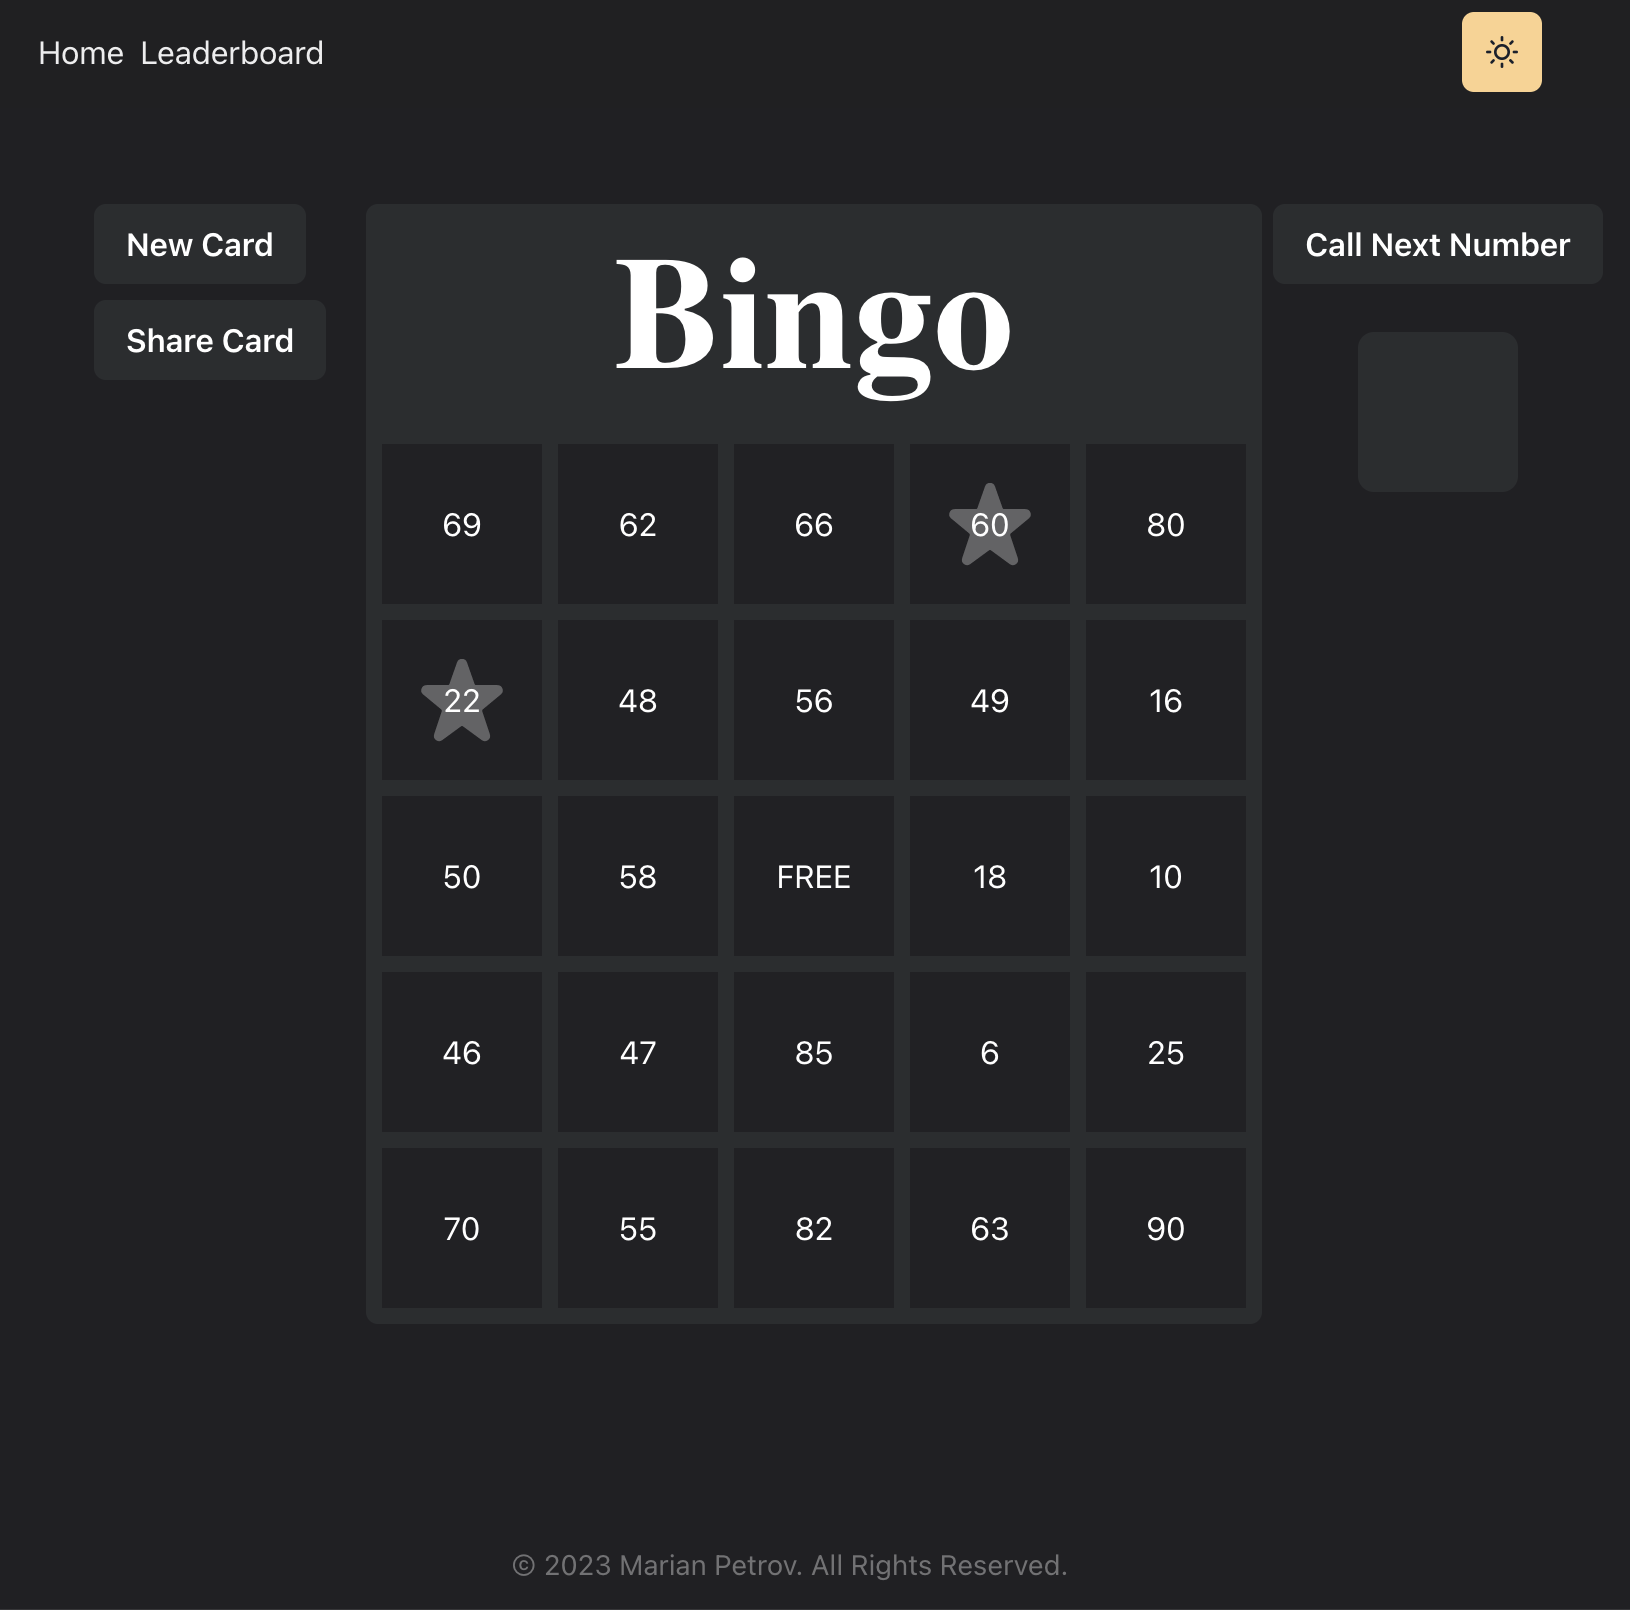 Home Leaderboard
New Card
Share Card
Bingo
Call Next Number
69 62 66 60 80
22 48 56 49 16
50 58 FREE 18 10
46 47 85 6 25
70 55 82 63 90
© 2023 Marian Petrov. All Rights Reserved.